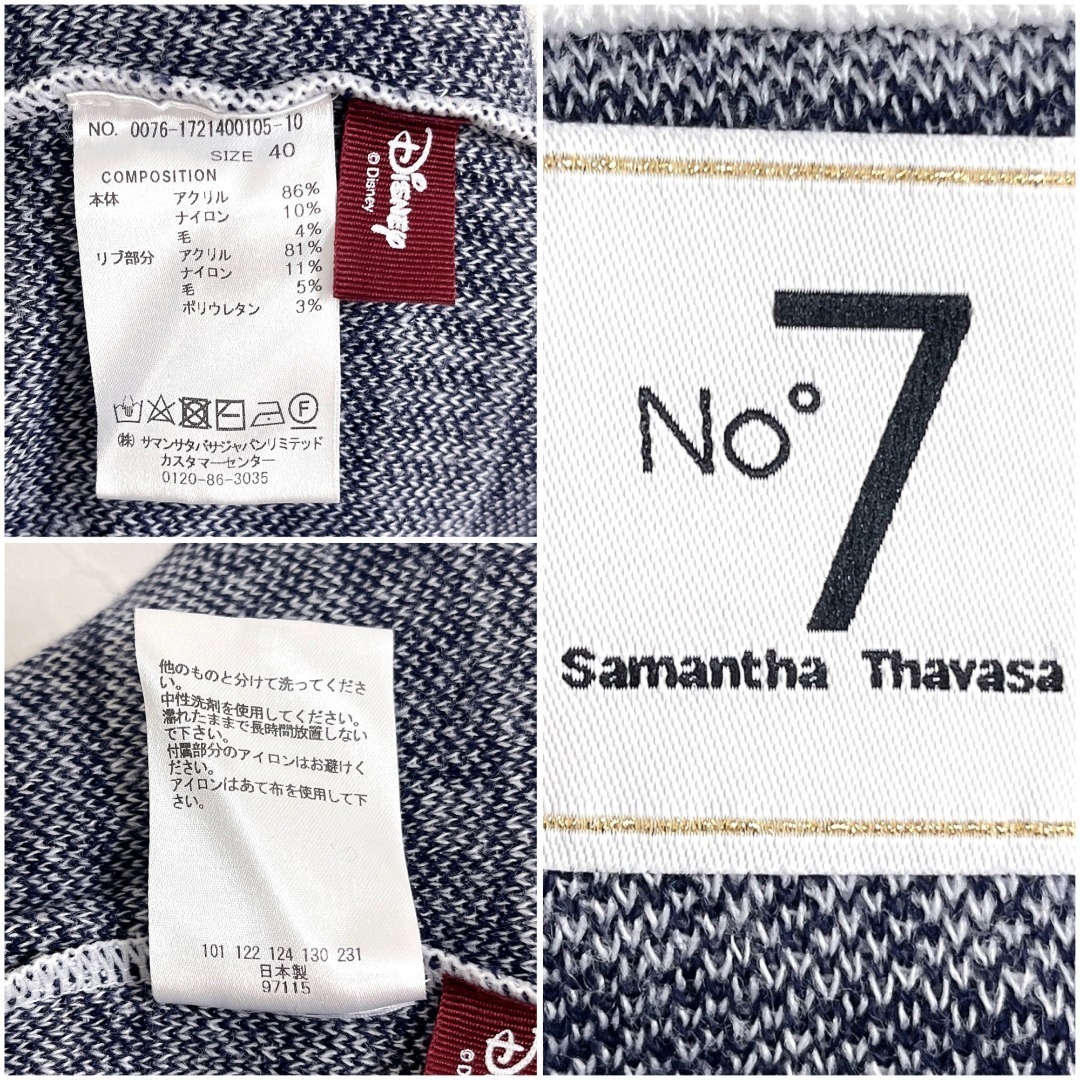 NO. 0076-1721400105-10
SIZE 40
COMPOSITION
本体 アクリル 86%
ナイロン 10%
毛 4%
リブ部分 アクリル 81%
ナイロン 11%
毛 5%
ポリウレタン 3%
F
㈱ サマンサタバサジャパンリミテッド
カスタマーセンター
0120-86-3035
Disney
©Disney
他のものと分けて洗ってくださ
い。
中性洗剤を使用してください。
濡れたままで長時間放置しない
で下さい。
付属部分のアイロンはお避けく
ださい。
アイロンはあて布を使用して下
さい。
101 122 124 130 231
日本製
97115
No° 7
Samantha Thavasa